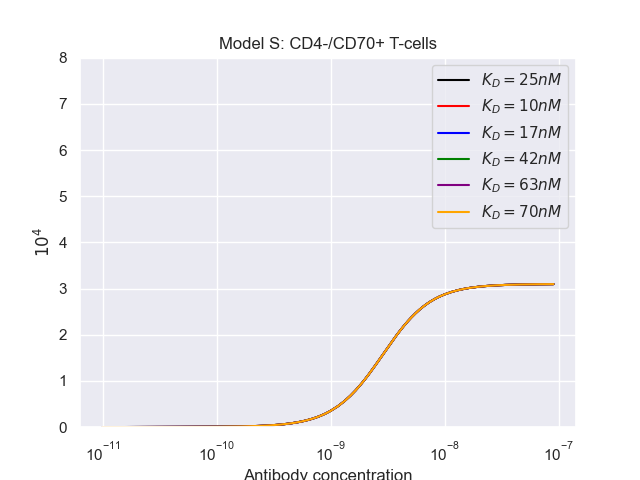 Model S: CD4-/CD70+ T-cells
8
7
6
5
4
3
2
1
0
10⁴
10⁻¹¹ 10⁻¹⁰ 10⁻⁹ 10⁻⁸ 10⁻⁷
Antibody concentration
K_D = 25nM
K_D = 10nM
K_D = 17nM
K_D = 42nM
K_D = 63nM
K_D = 70nM